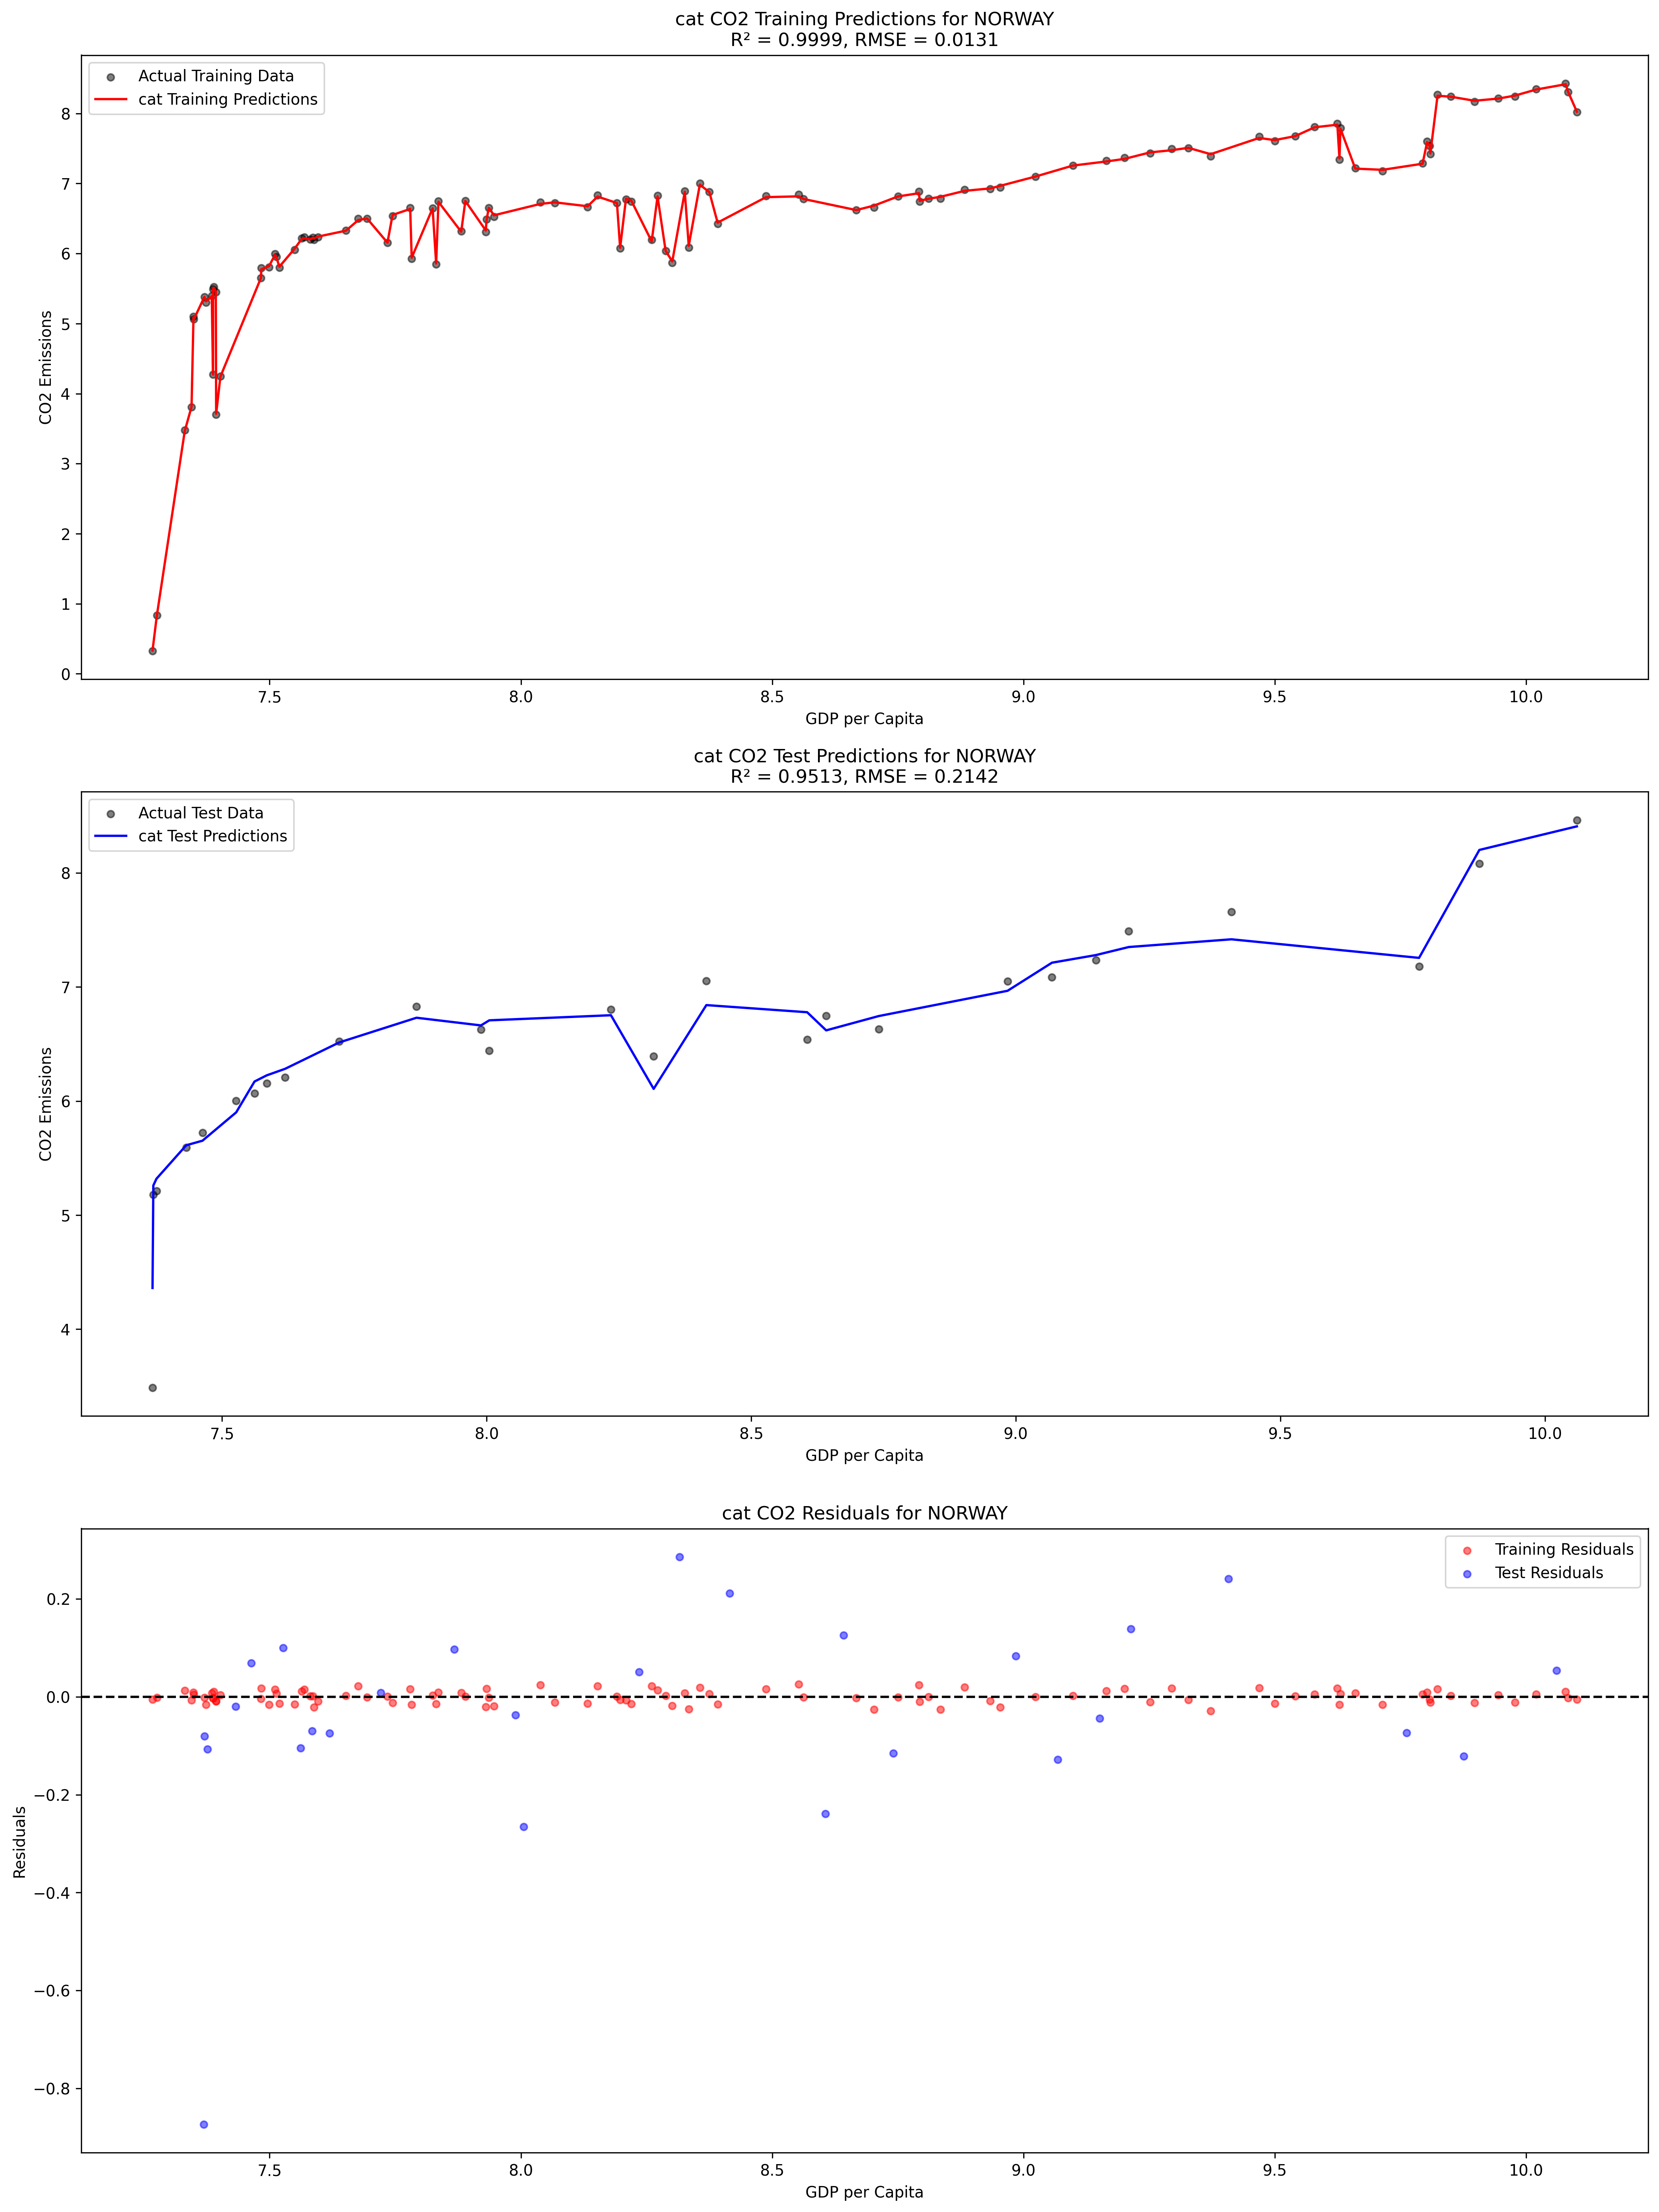 cat CO2 Training Predictions for NORWAY
R² = 0.9999, RMSE = 0.0131
Actual Training Data
cat Training Predictions
CO2 Emissions
8
7
6
5
4
3
2
1
0
7.5 8.0 8.5 9.0 9.5 10.0
GDP per Capita
cat CO2 Test Predictions for NORWAY
R² = 0.9513, RMSE = 0.2142
Actual Test Data
cat Test Predictions
CO2 Emissions
8
7
6
5
4
7.5 8.0 8.5 9.0 9.5 10.0
GDP per Capita
cat CO2 Residuals for NORWAY
Training Residuals
Test Residuals
Residuals
0.2
0.0
−0.2
−0.4
−0.6
−0.8
7.5 8.0 8.5 9.0 9.5 10.0
GDP per Capita